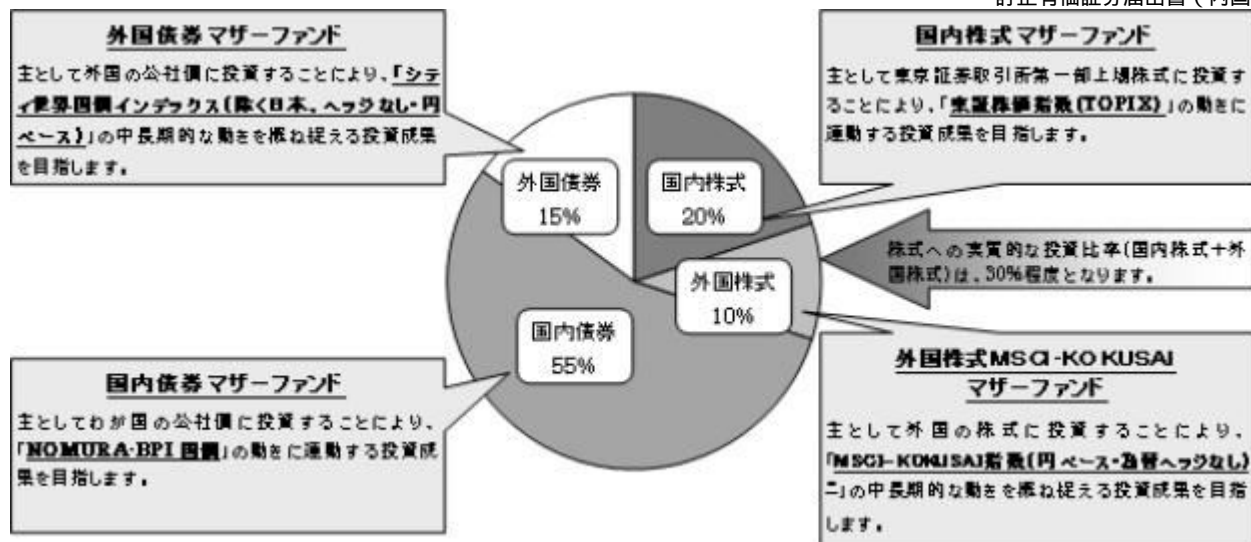 外国債券マザーファンド
主として外国の公社債に投資することにより、「シテ
ィ世界国債インデックス(除く日本、ヘッジなし・円
ベース)」の中長期的な動きを概ね捉える投資成果
を目指します。
国内株式マザーファンド
主として東京証券取引所第一部上場株式に投資す
ることにより、「東証株価指数(TOPIX)」の動きに
連動する投資成果を目指します。
外国債券
15%
国内株式
20%
株式への実質的な投資比率(国内株式＋外
国株式)は、30%程度となります。
外国株式
10%
国内債券
55%
国内債券マザーファンド
主としてわが国の公社債に投資することにより、
「NOMURA-BPI国債」の動きに連動する投資成
果を目指します。
外国株式MSCI-KOKUSAI
マザーファンド
主として外国の株式に投資することにより、
「MSCI-KOKUSAI指数(円ベース・為替ヘッジなし)
」の中長期的な動きを概ね捉える投資成果を目指
します。